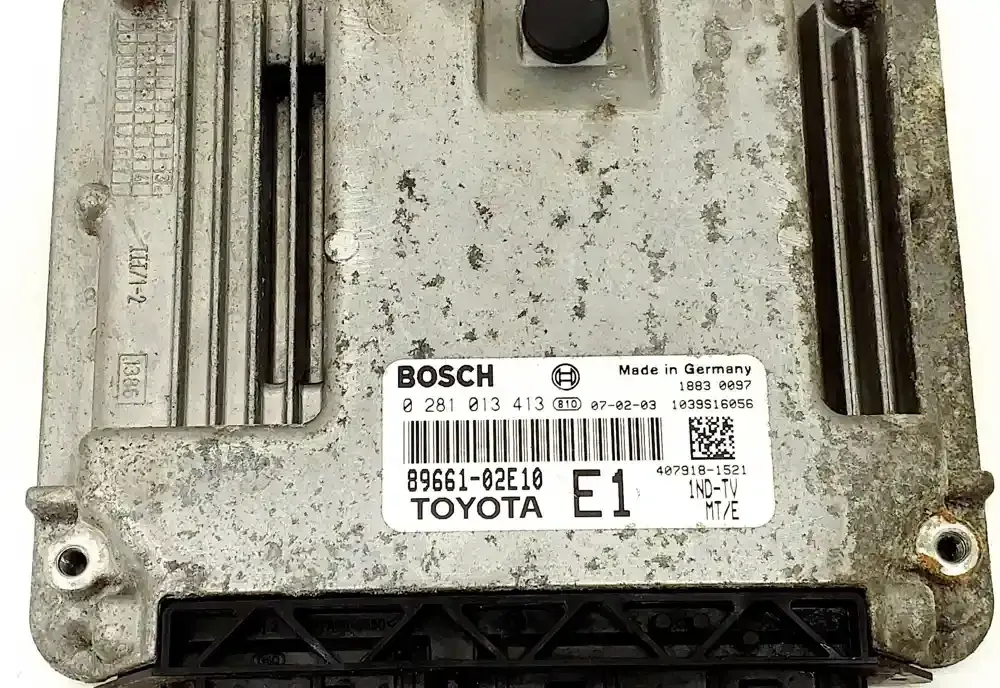 BOSCH
Made in Germany
1883 0097
0 281 013 413 810 07-02-03 1039S16056
407918-1521
89661-02E10
E1
1ND-TV
TOYOTA
MT/E
1386